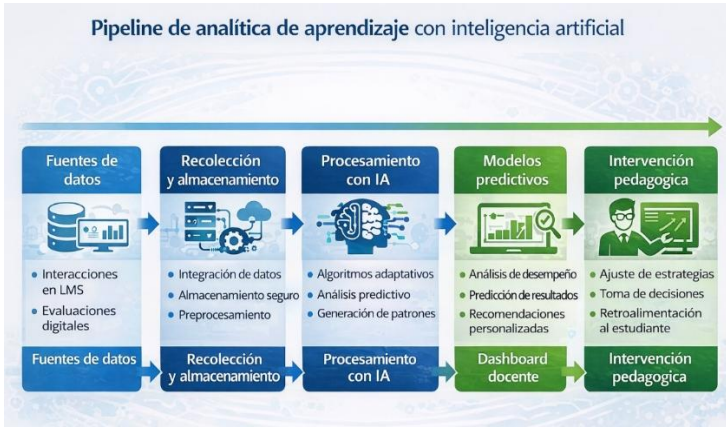 Pipeline de analítica de aprendizaje con inteligencia artificial
Fuentes de
datos
Interacciones
en LMS
Evaluaciones
digitales
Recolección
y almacenamiento
Integración de datos
Almacenamiento seguro
Preprocesamiento
Procesamiento
con IA
Algoritmos adaptativos
Análisis predictivo
Generación de patrones
Modelos
predictivos
Análisis de desempeño
Predicción de resultados
Recomendaciones
personalizadas
Intervención
pedagogica
Ajuste de estrategias
Toma de decisiones
Retroalimentación
al estudiante
Fuentes de datos
Recolección
y almacenamiento
Procesamiento
con IA
Dashboard
docente
Intervención
pedagogica